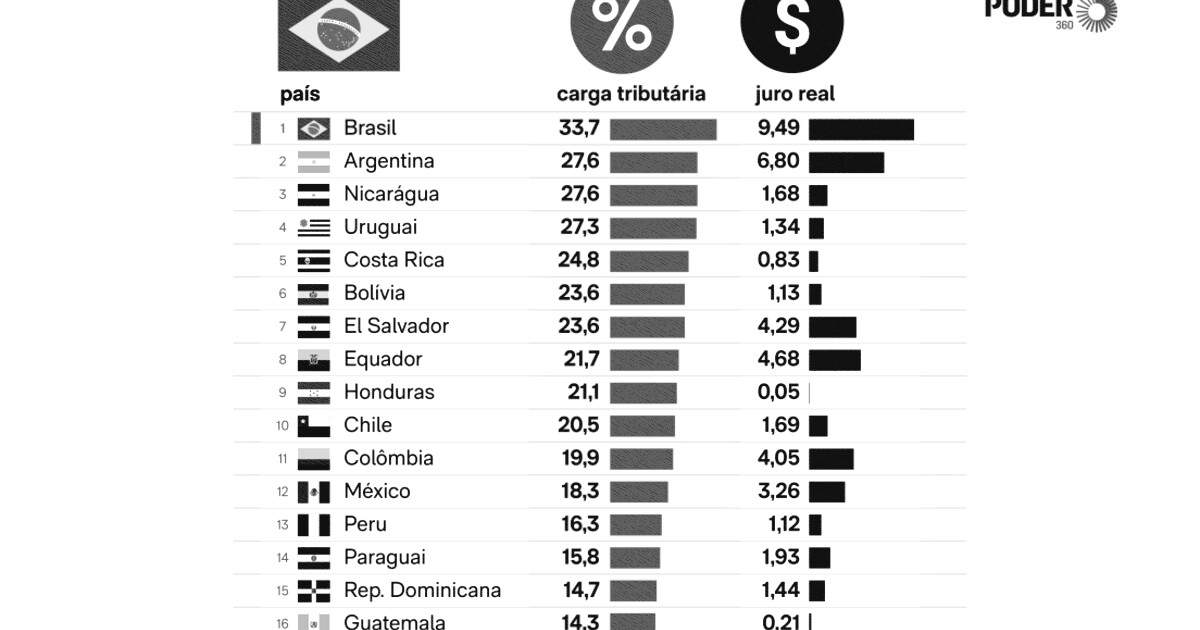 PODER
360
% $
país carga tributária juro real
1 Brasil 33,7 9,49
2 Argentina 27,6 6,80
3 Nicarágua 27,6 1,68
4 Uruguai 27,3 1,34
5 Costa Rica 24,8 0,83
6 Bolívia 23,6 1,13
7 El Salvador 23,6 4,29
8 Equador 21,7 4,68
9 Honduras 21,1 0,05
10 Chile 20,5 1,69
11 Colômbia 19,9 4,05
12 México 18,3 3,26
13 Peru 16,3 1,12
14 Paraguai 15,8 1,93
15 Rep. Dominicana 14,7 1,44
16 Guatemala 14,3 0,21